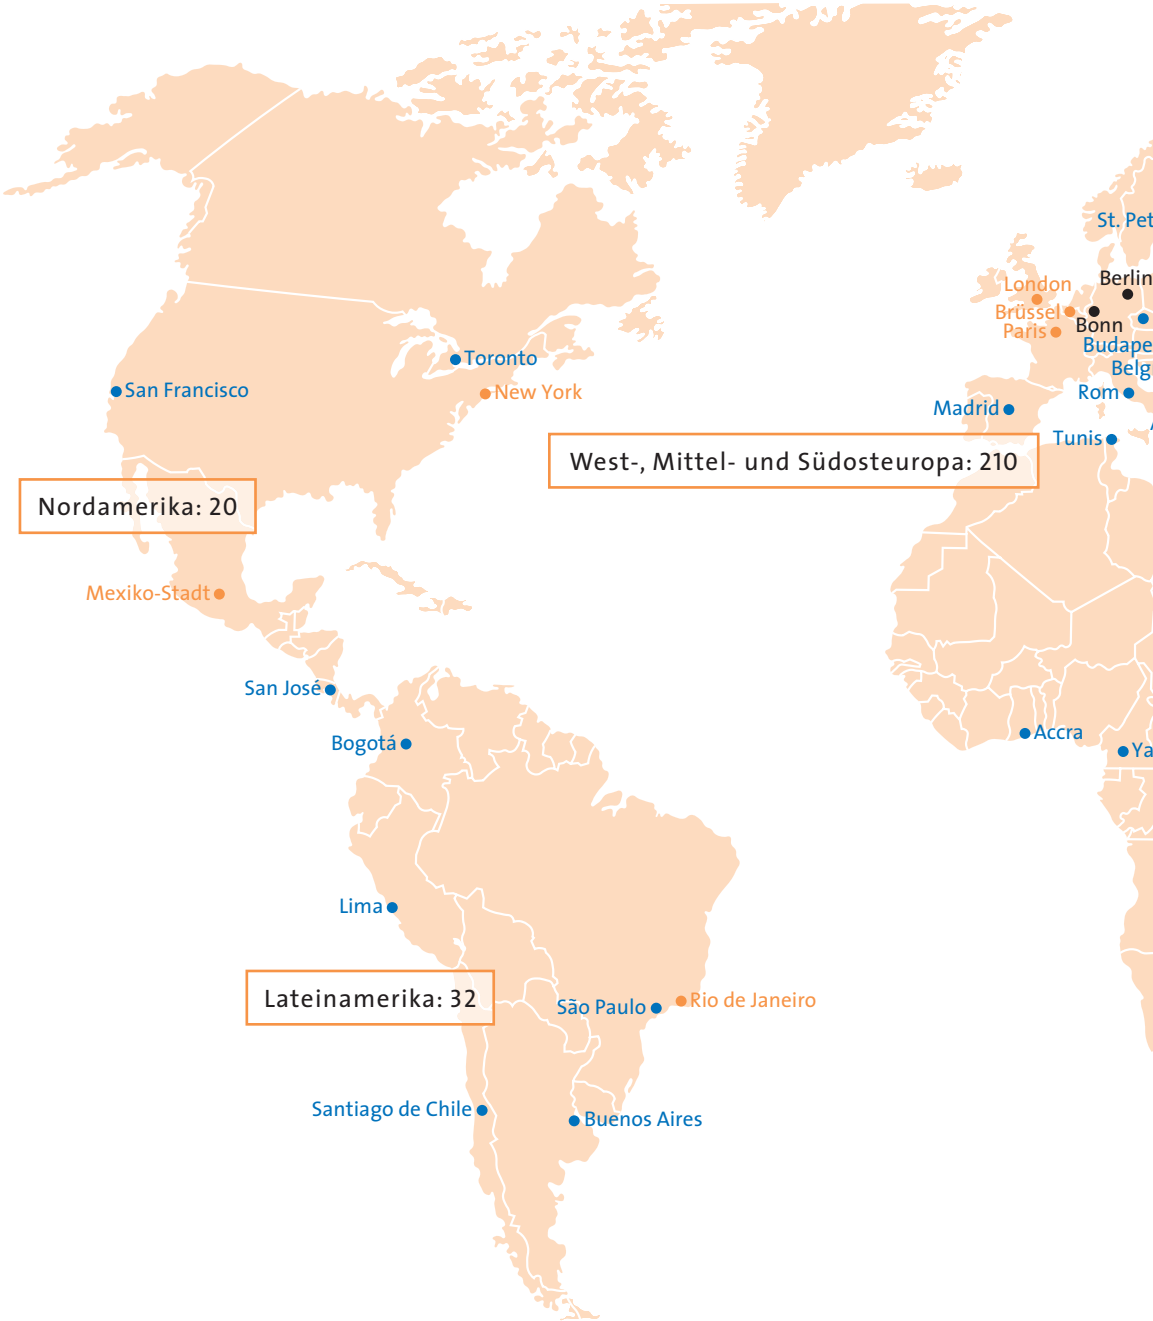 St. Pet
London
Berlin
Brüssel
Bonn
Paris
Budape
Toronto
Belg
San Francisco
New York
Rom
Madrid
Tunis
West-, Mittel- und Südosteuropa: 210
Nordamerika: 20
Mexiko-Stadt
San José
Bogotá
Accra
Ya
Lima
Lateinamerika: 32
São Paulo
Rio de Janeiro
Santiago de Chile
Buenos Aires